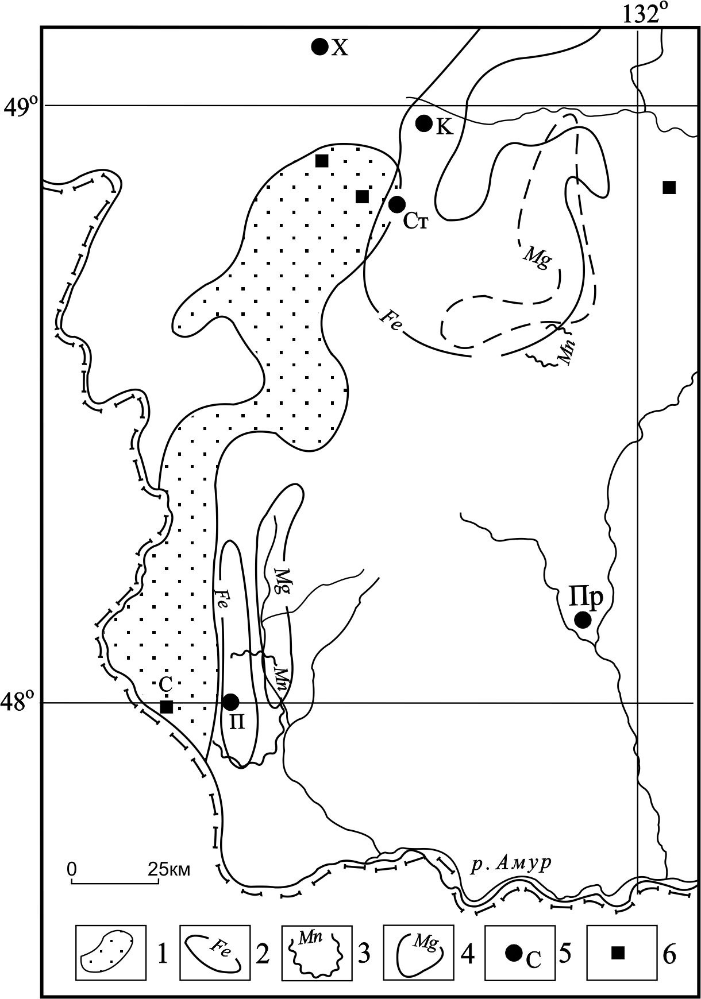 132°
Х
49°
К
Ст
Mg
Fe
Mn
Mg
Fe
Пр
Mn
С
48°
П
0 25км
р. Амур
Fe Mn Mg
1 2 3 4 С 5 6